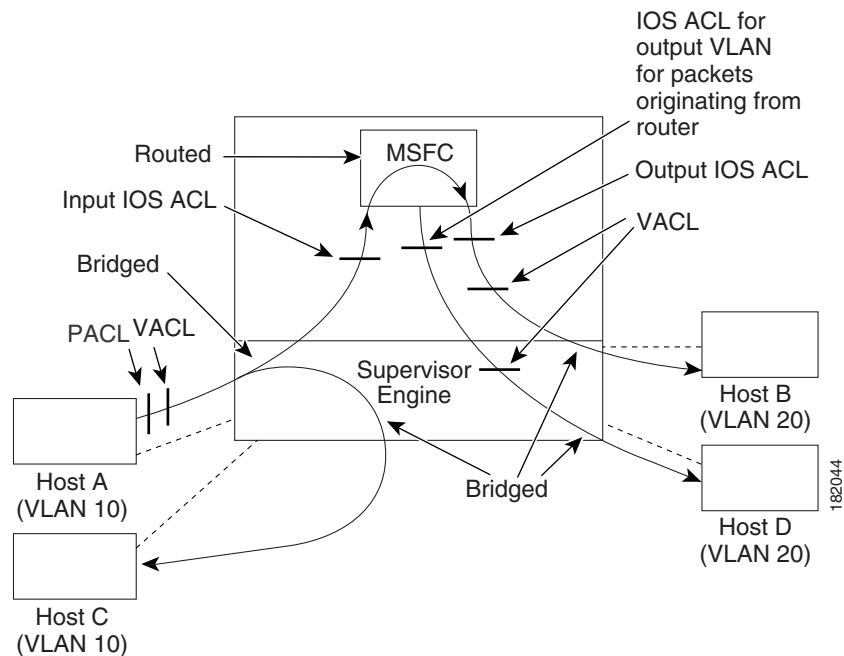 IOS ACL for
output VLAN
for packets
originating from
router
MSFC
Routed
Output IOS ACL
Input IOS ACL
VACL
Bridged
PACL
VACL
Supervisor
Engine
Host B
(VLAN 20)
Host A
(VLAN 10)
Bridged
Host D
(VLAN 20)
Host C
(VLAN 10)
182044